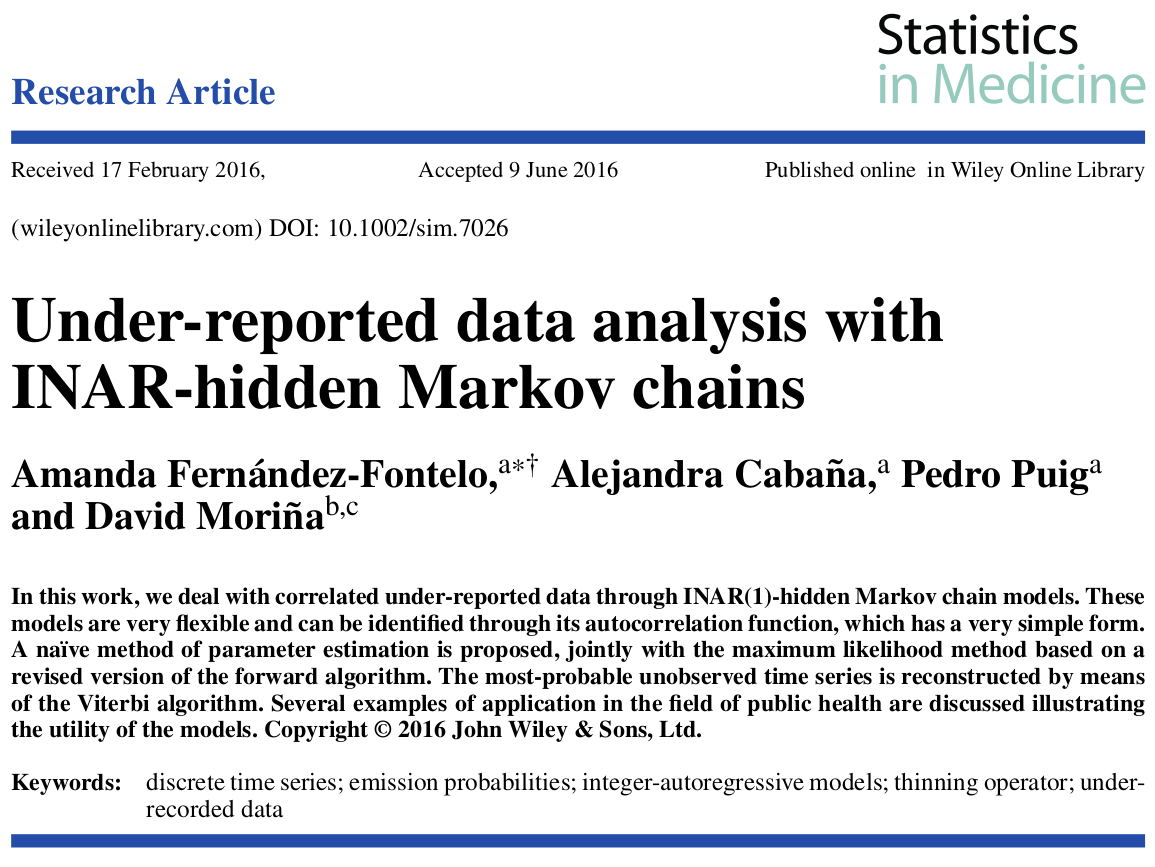 Statistics
in Medicine
Research Article
Received 17 February 2016, Accepted 9 June 2016 Published online in Wiley Online Library
(wileyonlinelibrary.com) DOI: 10.1002/sim.7026
Under-reported data analysis with
INAR-hidden Markov chains
Amanda Fernández-Fontelo,a*† Alejandra Cabaña,a Pedro Puiga
and David Moriñab,c
In this work, we deal with correlated under-reported data through INAR(1)-hidden Markov chain models. These
models are very flexible and can be identified through its autocorrelation function, which has a very simple form.
A naïve method of parameter estimation is proposed, jointly with the maximum likelihood method based on a
revised version of the forward algorithm. The most-probable unobserved time series is reconstructed by means
of the Viterbi algorithm. Several examples of application in the field of public health are discussed illustrating
the utility of the models. Copyright © 2016 John Wiley & Sons, Ltd.
Keywords: discrete time series; emission probabilities; integer-autoregressive models; thinning operator; under-
recorded data